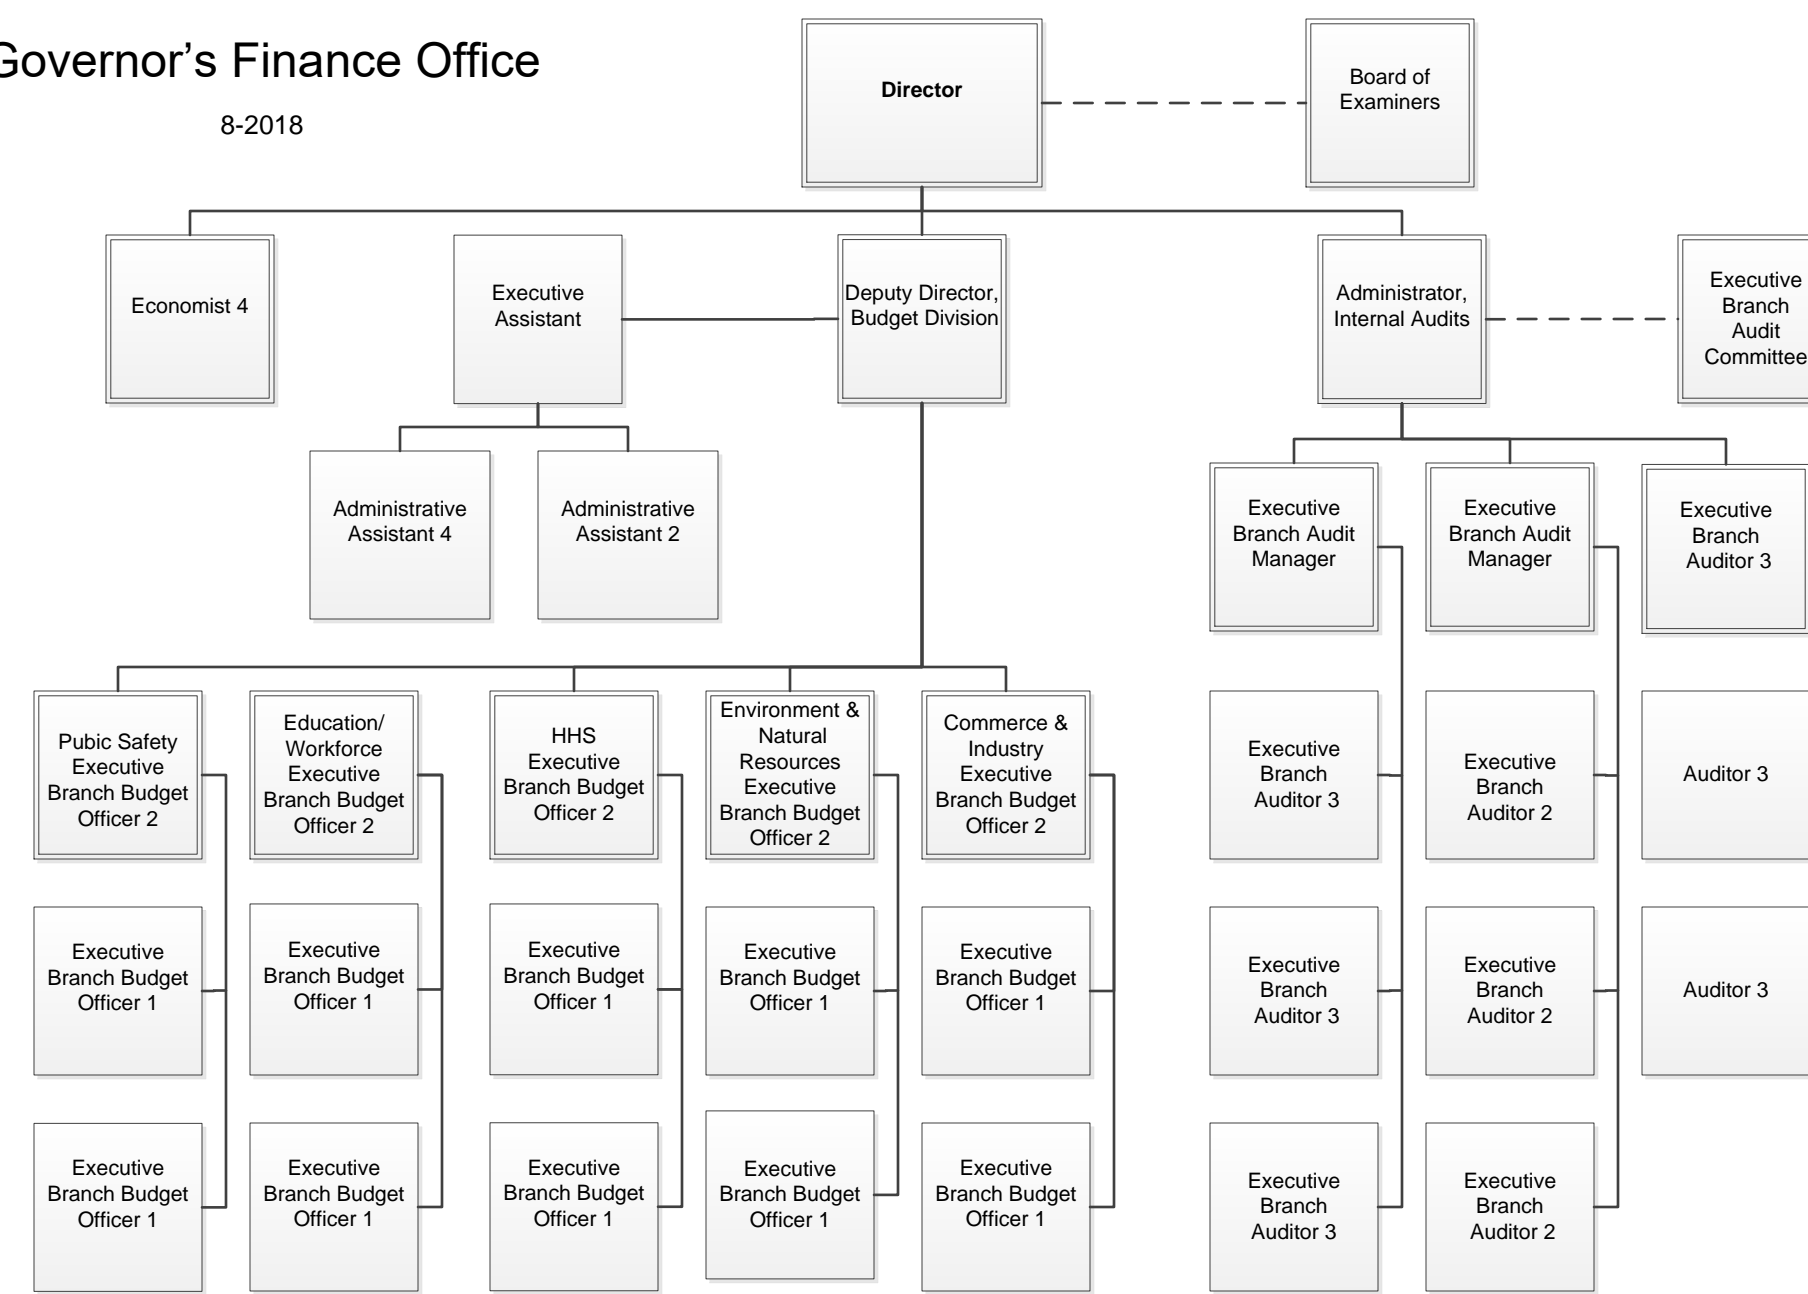 Governor's Finance Office
8-2018
Director
Board of
Examiners
Economist 4
Executive
Assistant
Deputy Director,
Budget Division
Administrator,
Internal Audits
Executive
Branch
Audit
Committee
Administrative
Assistant 4
Administrative
Assistant 2
Executive
Branch Audit
Manager
Executive
Branch Audit
Manager
Executive
Branch
Auditor 3
Pubic Safety
Executive
Branch Budget
Officer 2
Education/
Workforce
Executive
Branch Budget
Officer 2
HHS
Executive
Branch Budget
Officer 2
Environment &
Natural
Resources
Executive
Branch Budget
Officer 2
Commerce &
Industry
Executive
Branch Budget
Officer 2
Executive
Branch
Auditor 3
Executive
Branch
Auditor 2
Auditor 3
Executive
Branch Budget
Officer 1
Executive
Branch Budget
Officer 1
Executive
Branch Budget
Officer 1
Executive
Branch Budget
Officer 1
Executive
Branch Budget
Officer 1
Executive
Branch
Auditor 3
Executive
Branch
Auditor 2
Auditor 3
Executive
Branch Budget
Officer 1
Executive
Branch Budget
Officer 1
Executive
Branch Budget
Officer 1
Executive
Branch Budget
Officer 1
Executive
Branch Budget
Officer 1
Executive
Branch
Auditor 3
Executive
Branch
Auditor 2